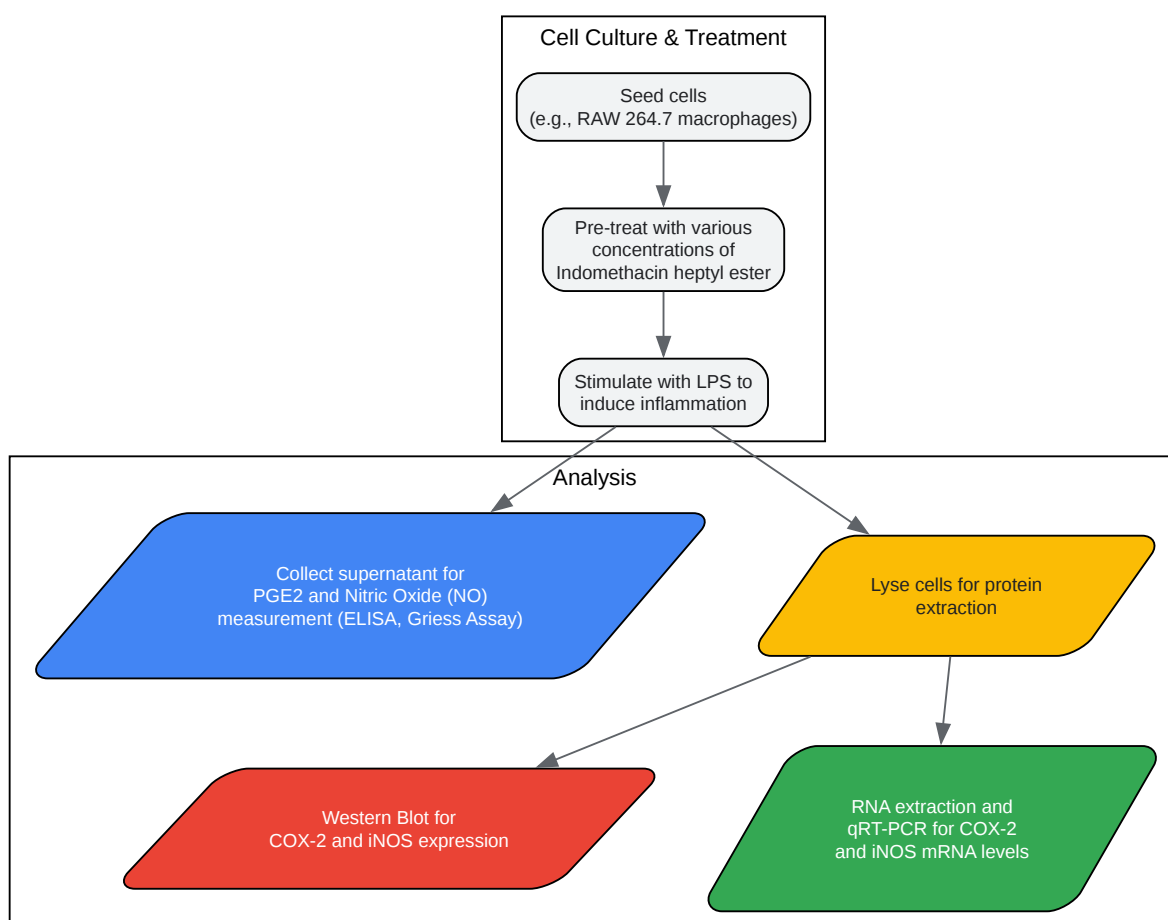 Cell Culture & Treatment
Seed cells
(e.g., RAW 264.7 macrophages)
Pre-treat with various
concentrations of
Indomethacin heptyl ester
Stimulate with LPS to
induce inflammation
Analysis
Collect supernatant for
PGE2 and Nitric Oxide (NO)
measurement (ELISA, Griess Assay)
Lyse cells for protein
extraction
Western Blot for
COX-2 and iNOS expression
RNA extraction and
qRT-PCR for COX-2
and iNOS mRNA levels